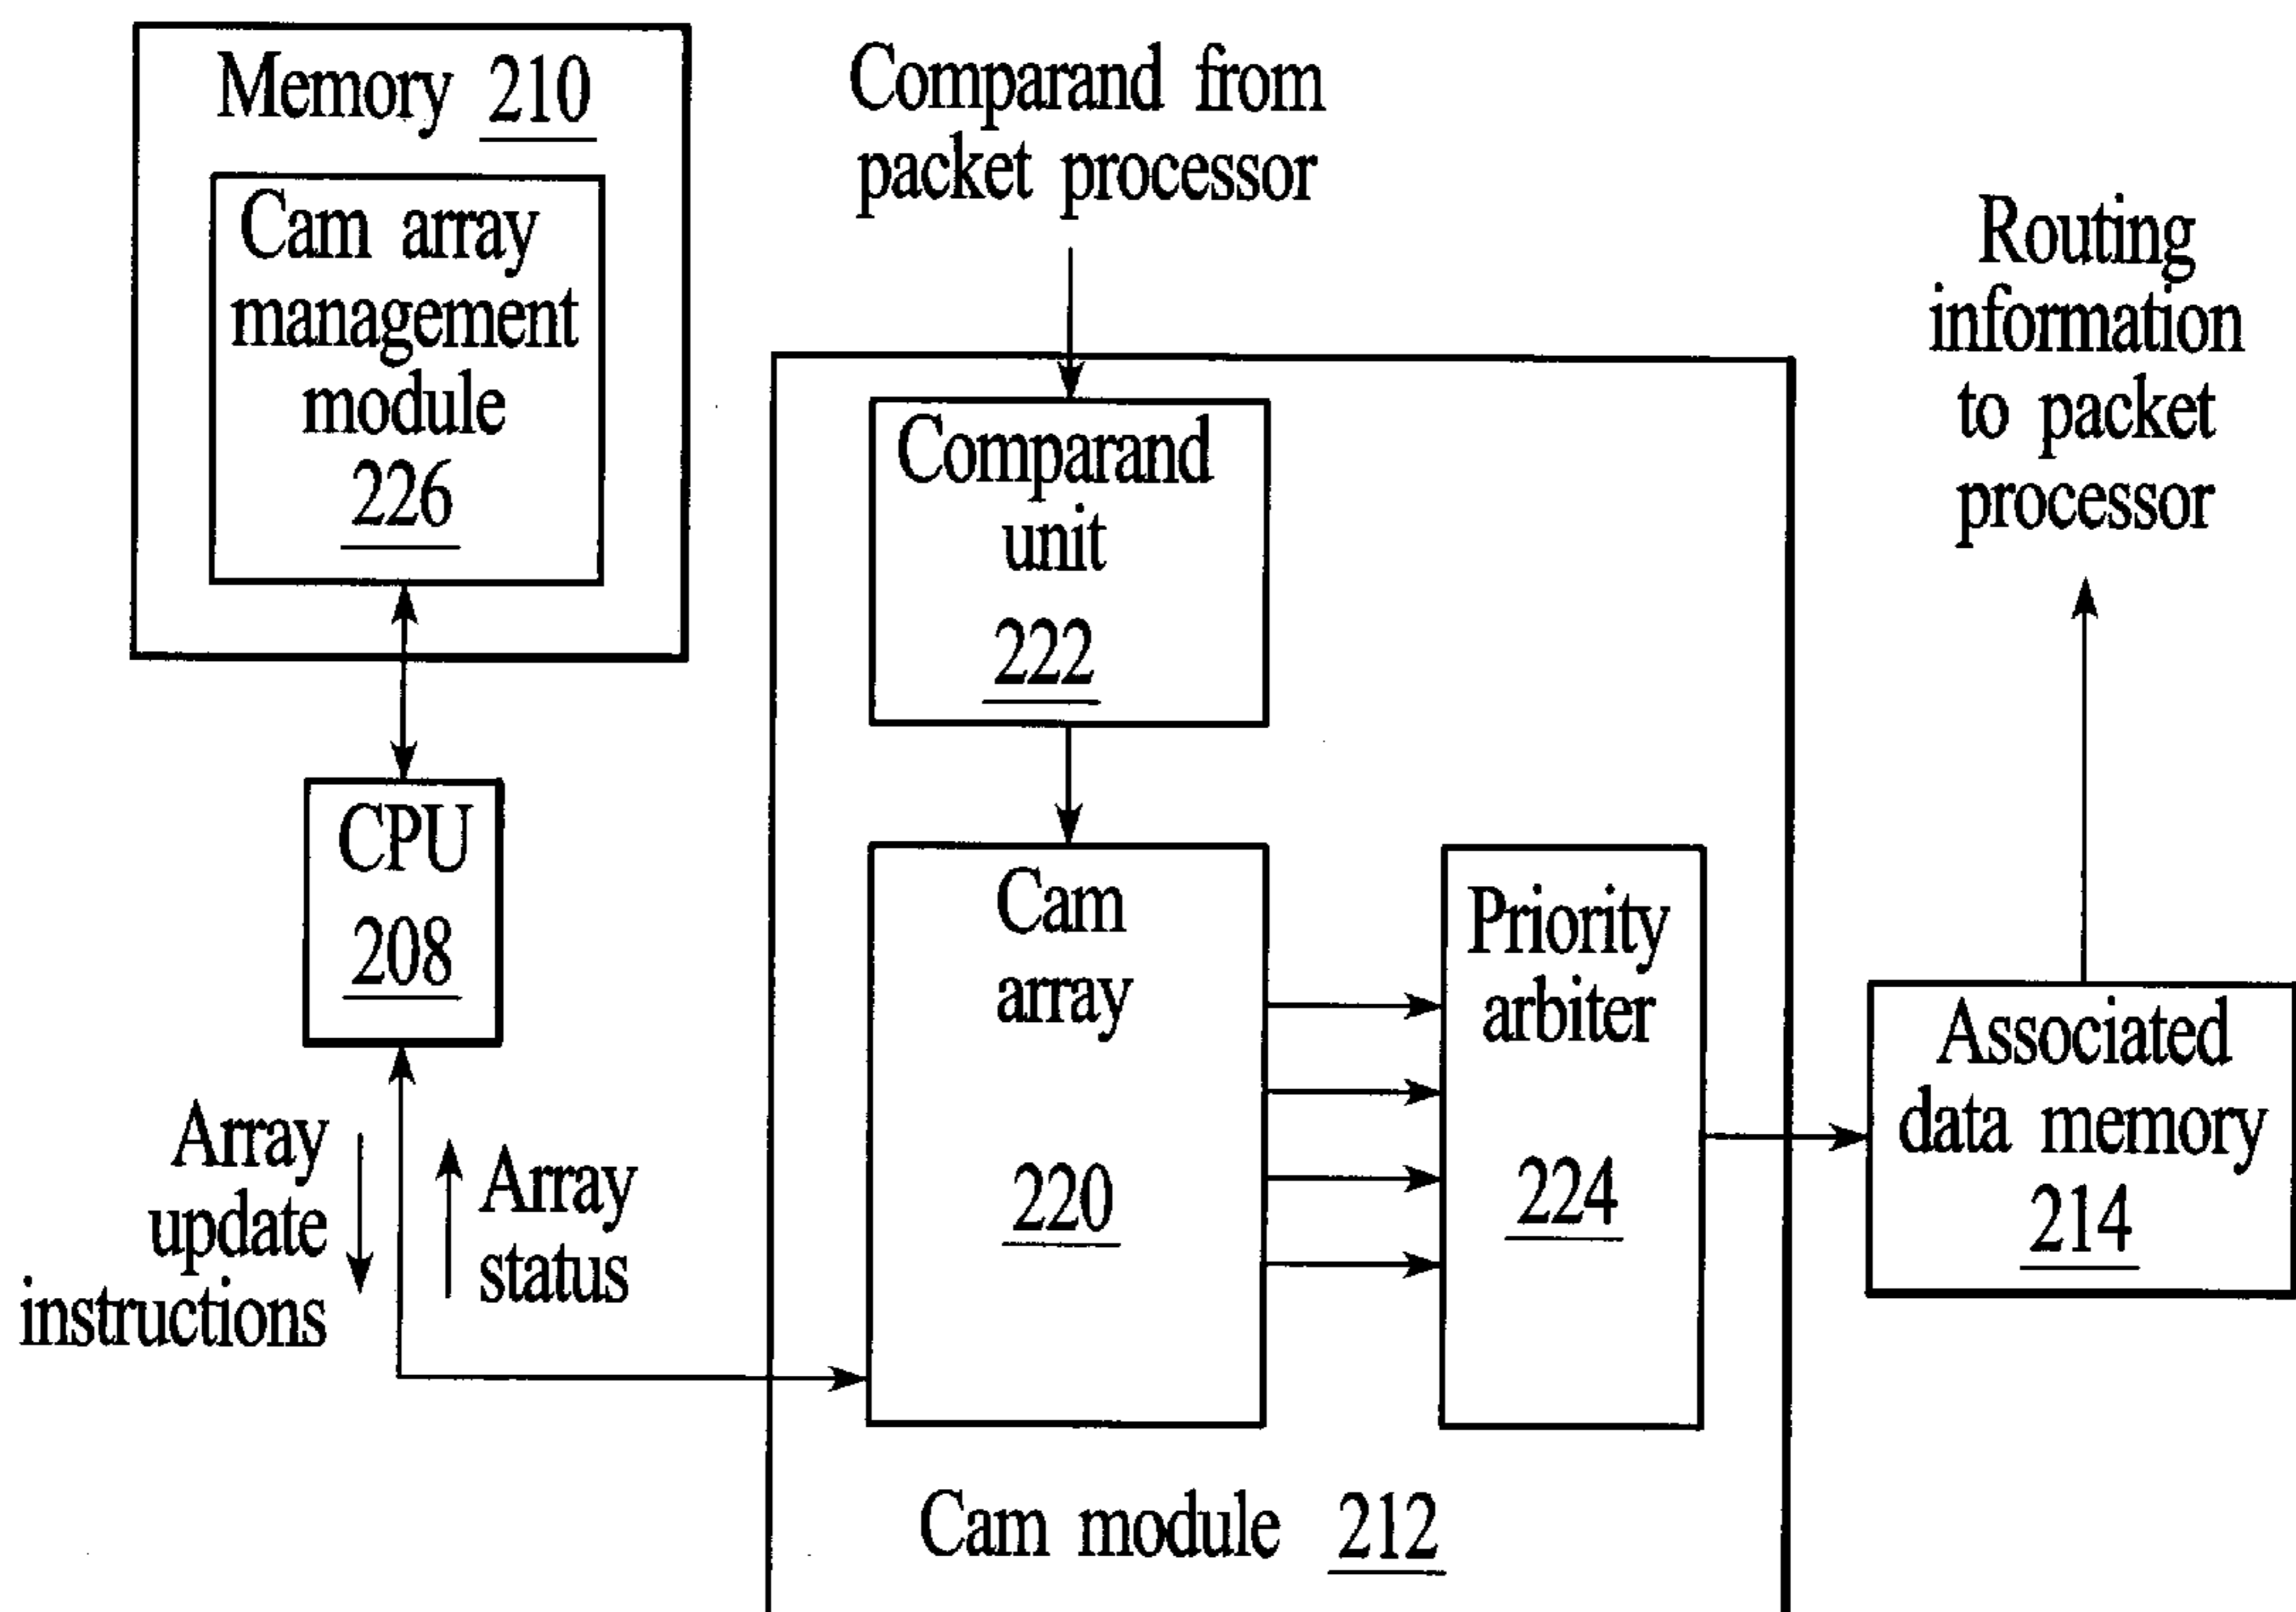 Memory 210
Cam array
management
module
226
CPU
208
Array
update
instructions
Array
status
Comparand from
packet processor
Comparand
unit
222
Cam
array
220
Priority
arbiter
224
Cam module 212
Associated
data memory
214
Routing
information
to packet
processor